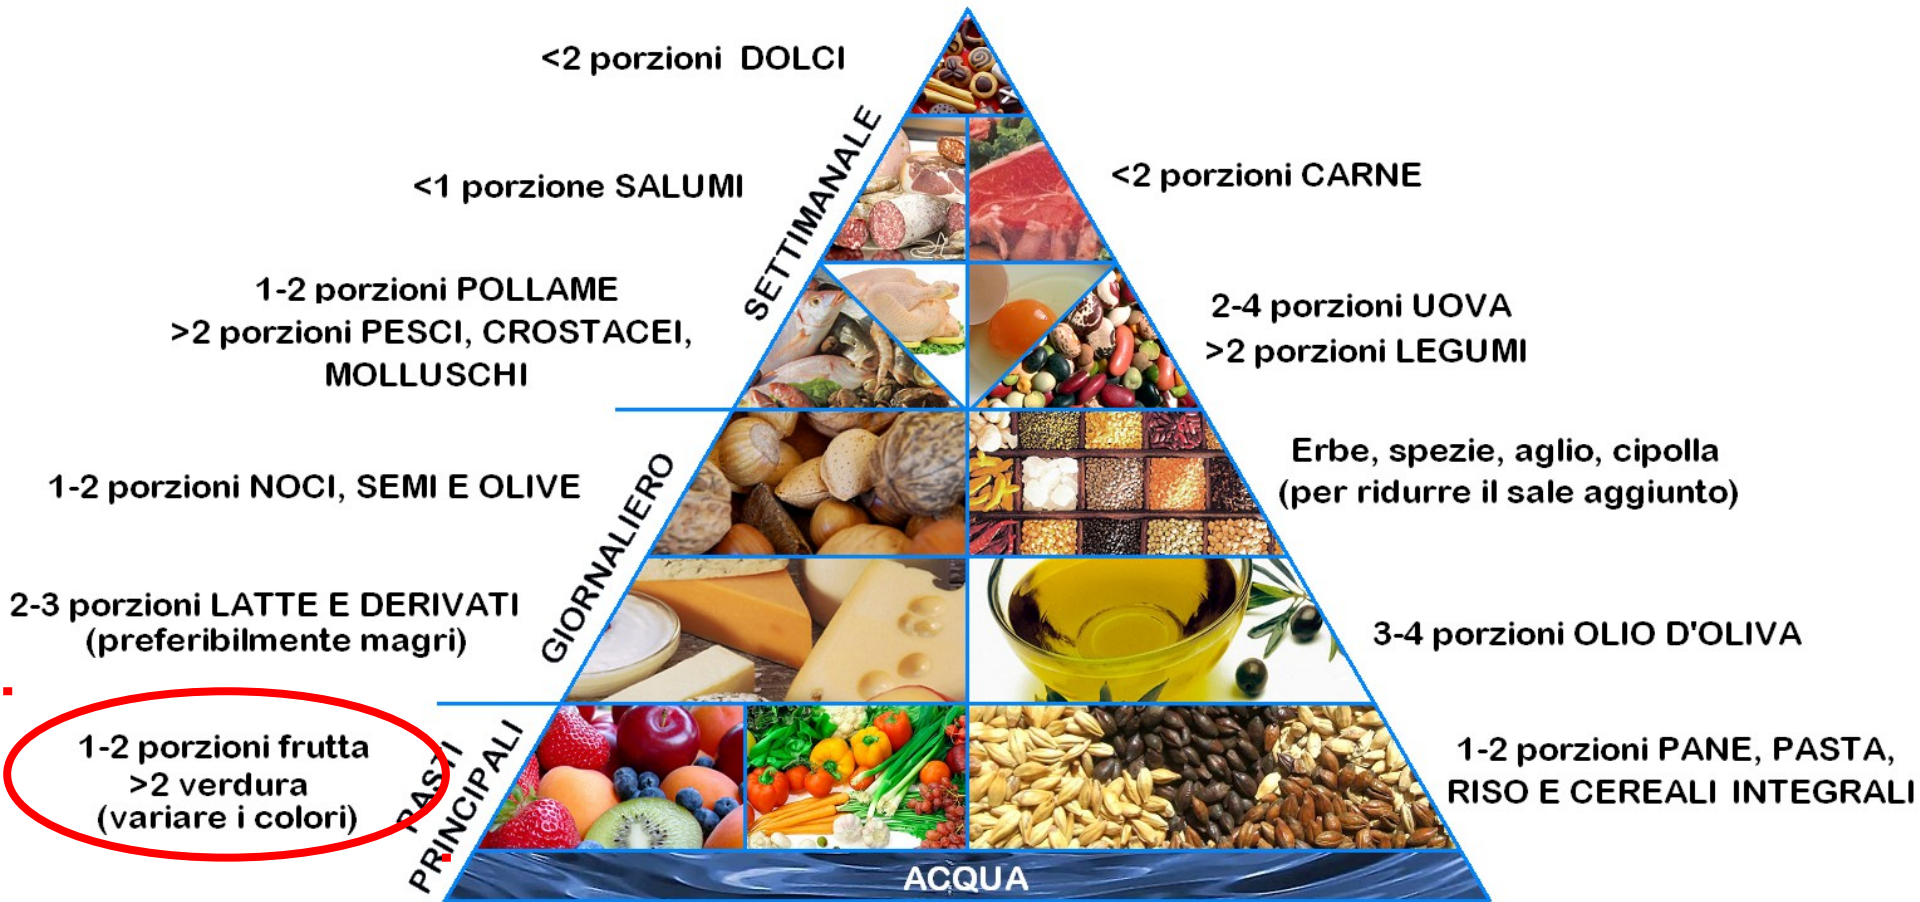 <2 porzioni DOLCI
SETTIMANALE
<1 porzione SALUMI
<2 porzioni CARNE
1-2 porzioni POLLAME
>2 porzioni PESCI, CROSTACEI,
MOLLUSCHI
2-4 porzioni UOVA
>2 porzioni LEGUMI
GIORNALIERO
1-2 porzioni NOCI, SEMI E OLIVE
Erbe, spezie, aglio, cipolla
(per ridurre il sale aggiunto)
2-3 porzioni LATTE E DERIVATI
(preferibilmente magri)
3-4 porzioni OLIO D'OLIVA
PASTI
PRINCIPALI
1-2 porzioni frutta
>2 verdura
(variare i colori)
1-2 porzioni PANE, PASTA,
RISO E CEREALI INTEGRALI
ACQUA